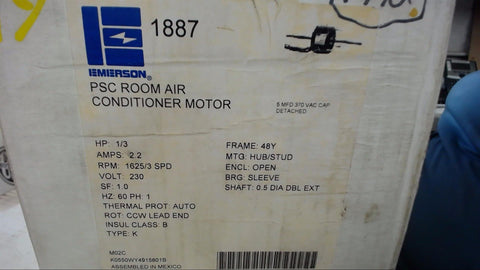 1887
EMERSON®
PSC ROOM AIR
CONDITIONER MOTOR
5 MFD 370 VAC CAP
DETACHED
HP: 1/3
AMPS: 2.2
RPM: 1625/3 SPD
VOLT: 230
SF: 1.0
HZ: 60 PH: 1
THERMAL PROT: AUTO
ROT: CCW LEAD END
INSUL CLASS: B
TYPE: K
FRAME: 48Y
MTG: HUB/STUD
ENCL: OPEN
BRG: SLEEVE
SHAFT: 0.5 DIA DBL EXT
M02C
K055OWY4915801B
ASSEMBLED IN MEXICO